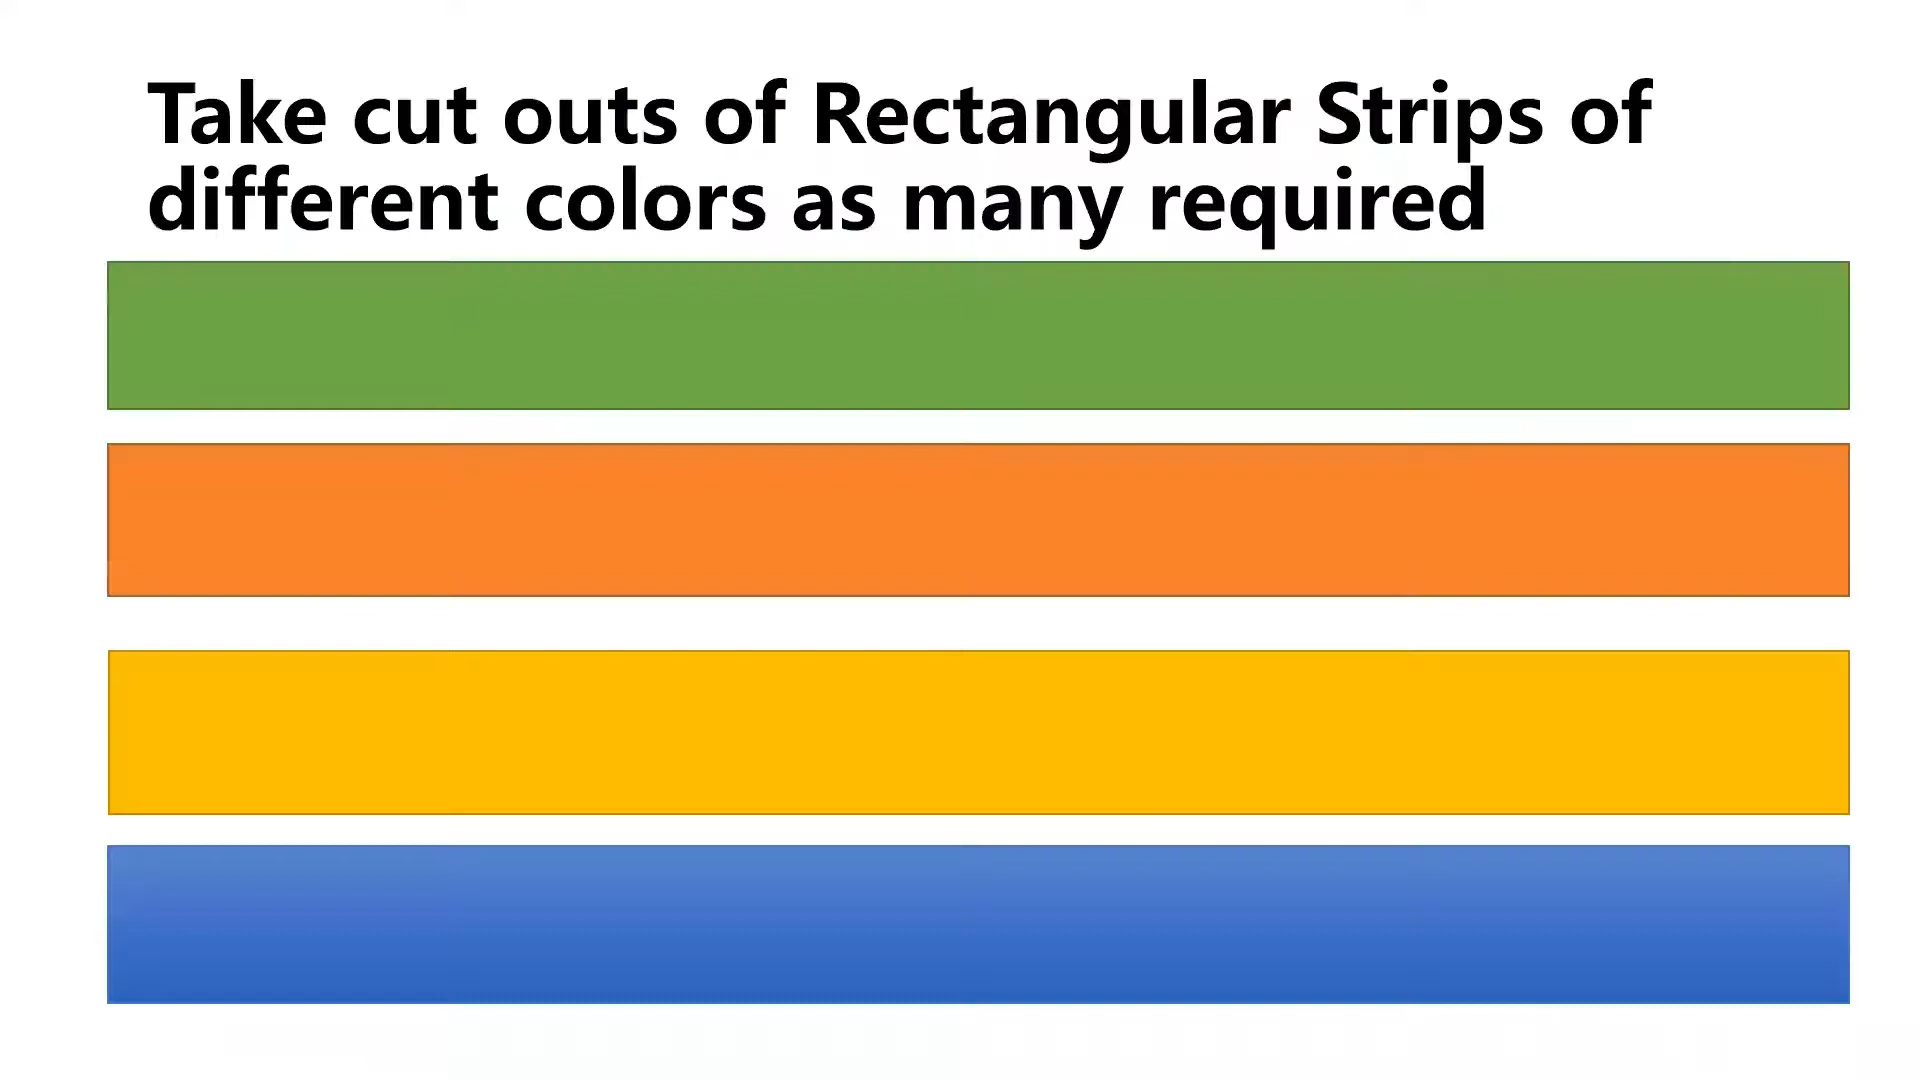 Take cut outs of Rectangular Strips of
different colors as many required